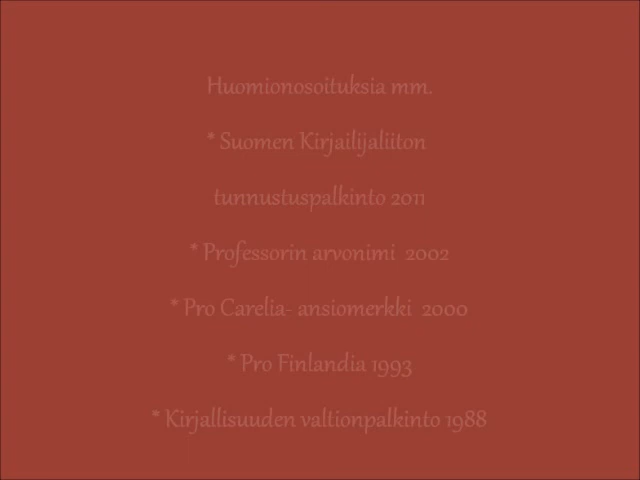 Huomionosoituksia mm.
* Suomen Kirjailijaliiton
tunnustuspalkinto 2011
* Professorin arvonimi 2002
* Pro Carelia- ansiomerkki 2000
* Pro Finlandia 1993
* Kirjallisuuden valtionpalkinto 1988